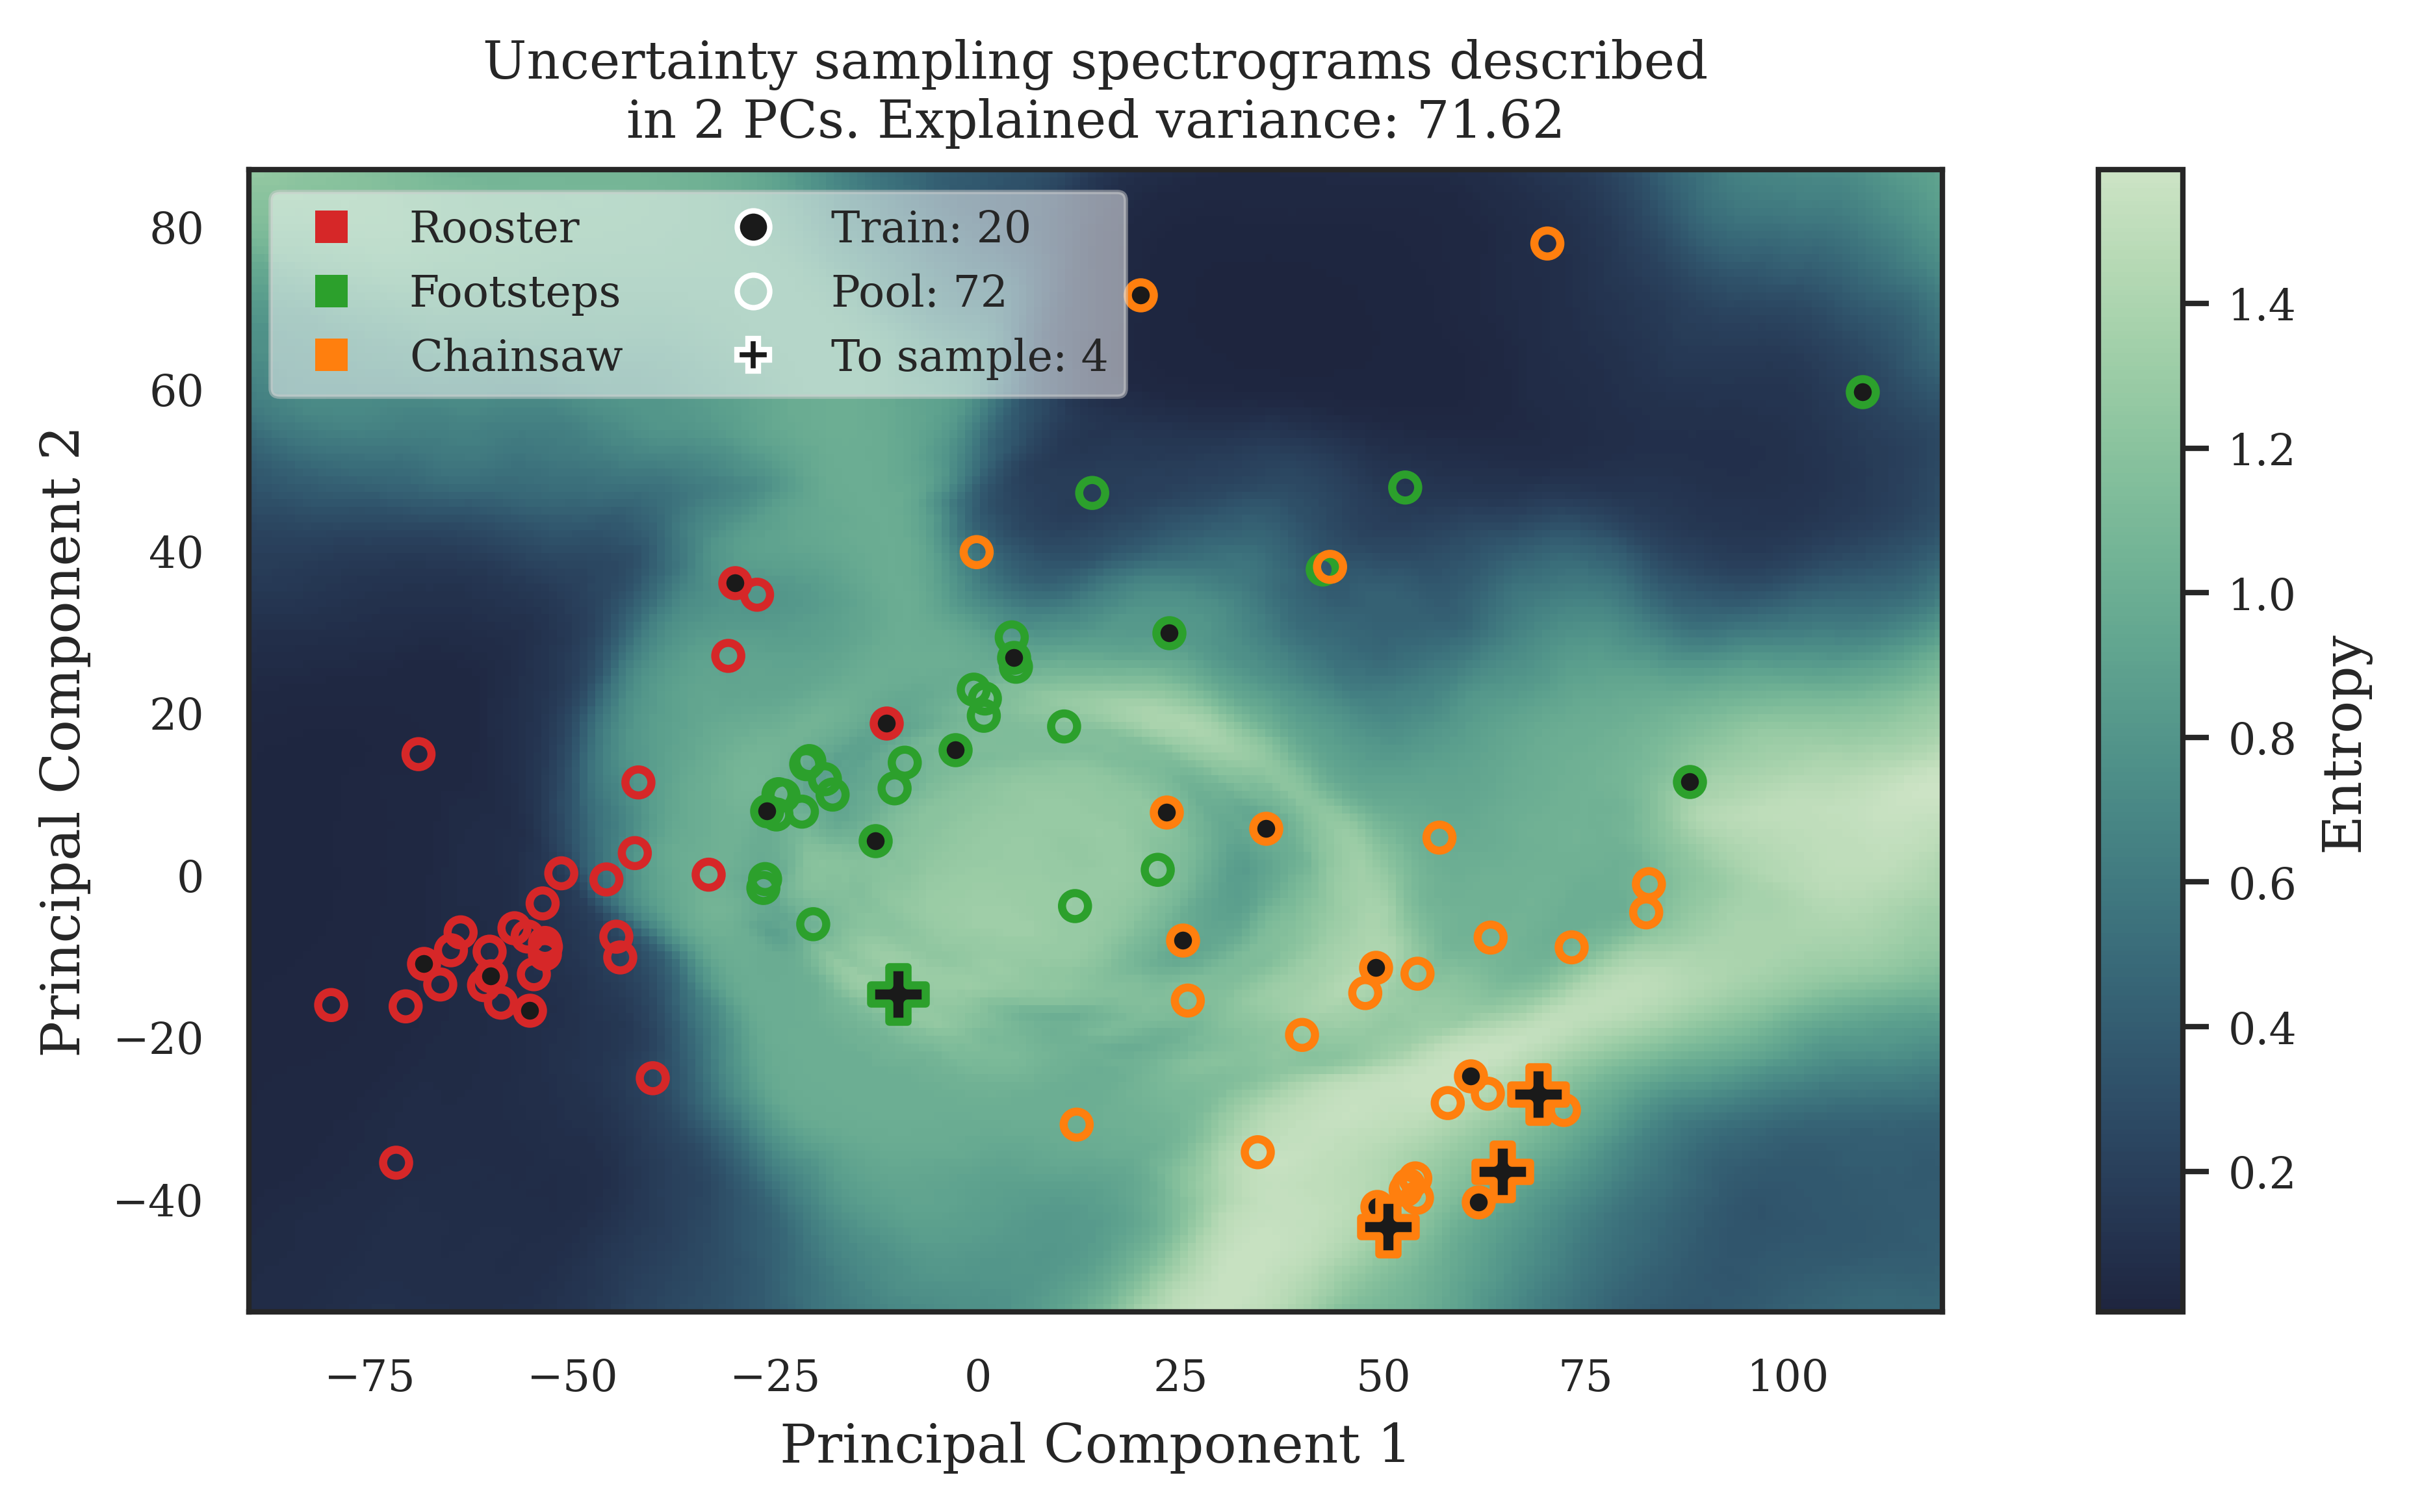 Uncertainty sampling spectrograms described
in 2 PCs. Explained variance: 71.62
Rooster
Footsteps
Chainsaw
Train: 20
Pool: 72
To sample: 4
Principal Component 2
80
60
40
20
0
−20
−40
−75
−50
−25
0
25
50
75
100
Principal Component 1
1.4
1.2
1.0
0.8
0.6
0.4
0.2
Entropy